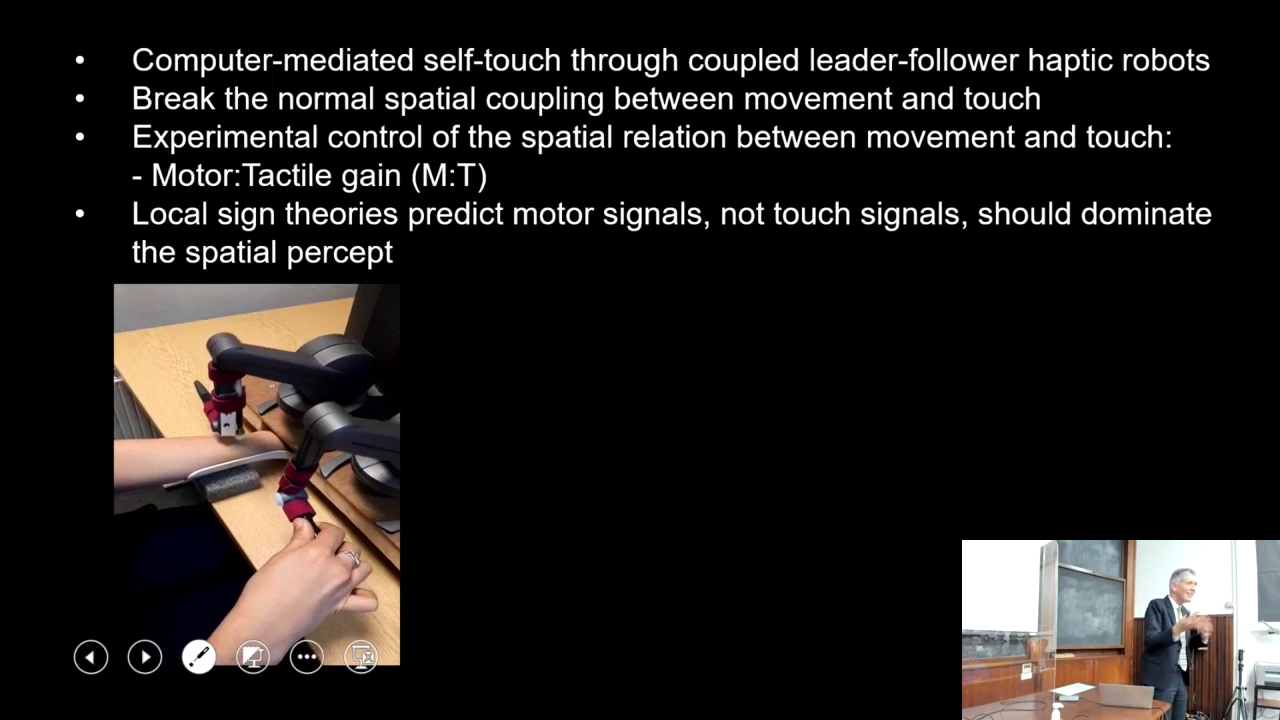 • Computer-mediated self-touch through coupled leader-follower haptic robots
• Break the normal spatial coupling between movement and touch
• Experimental control of the spatial relation between movement and touch:
- Motor:Tactile gain (M:T)
• Local sign theories predict motor signals, not touch signals, should dominate
the spatial percept